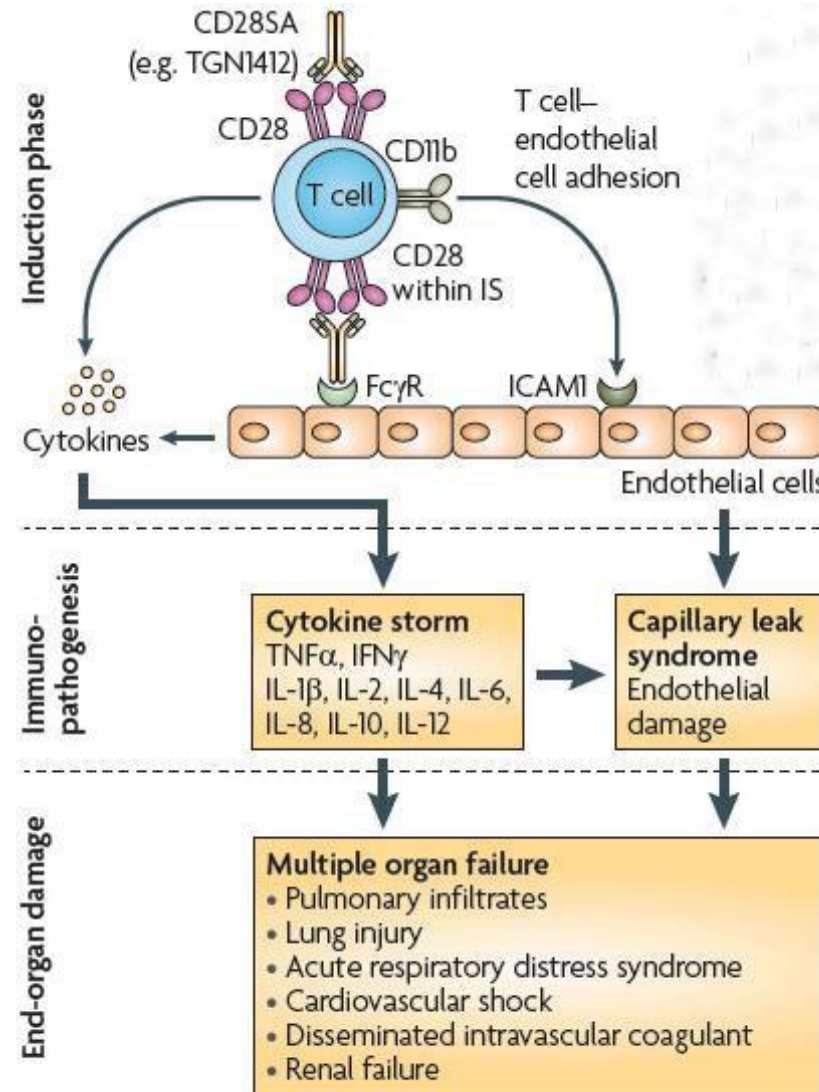 Induction phase
CD28SA
(e.g. TGN1412)
CD28
CD11b
T cell
T cell–
endothelial
cell adhesion
CD28
within IS
FcγR
ICAM1
Cytokines
Endothelial cells
Immuno-
pathogenesis
Cytokine storm
TNFα, IFNγ
IL-1β, IL-2, IL-4, IL-6,
IL-8, IL-10, IL-12
Capillary leak
syndrome
Endothelial
damage
End-organ damage
Multiple organ failure
• Pulmonary infiltrates
• Lung injury
• Acute respiratory distress syndrome
• Cardiovascular shock
• Disseminated intravascular coagulant
• Renal failure